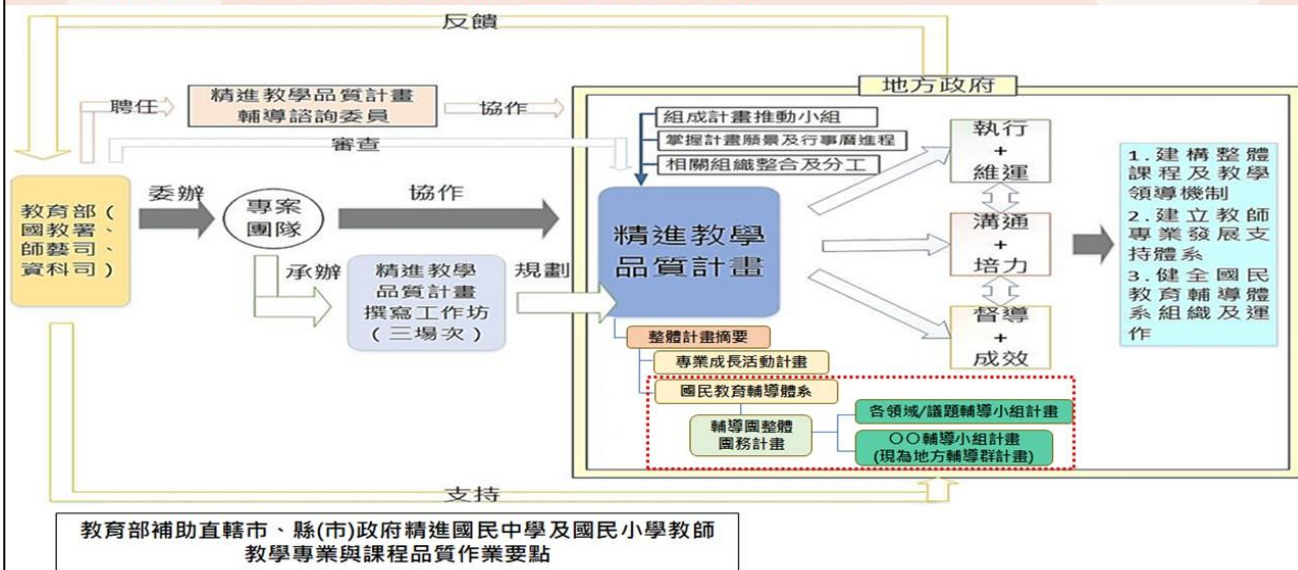 反饋
地方政府
聘任
精進教學品質計畫
輔導諮詢委員
協作
審查
組成計畫推動小組
掌握計畫願景及行事曆進程
相關組織整合及分工
教育部(
國教署、
師藝司、
資科司)
委辦
專案
團隊
協作
承辦
精進教學
品質計畫
撰寫工作坊
(三場次)
規劃
精進教學
品質計畫
執行
+
維運
溝通
+
培力
督導
+
成效
1.建構整體
課程及教學
領導機制
2.建立教師
專業發展支
持體系
3.健全國民
教育輔導體
系組織及運
作
整體計畫摘要
專業成長活動計畫
國民教育輔導體系
輔導團整體
團務計畫
各領域/議題輔導小組計畫
○○輔導小組計畫
(現為地方輔導群計畫)
支持
教育部補助直轄市、縣(市)政府精進國民中學及國民小學教師
教學專業與課程品質作業要點